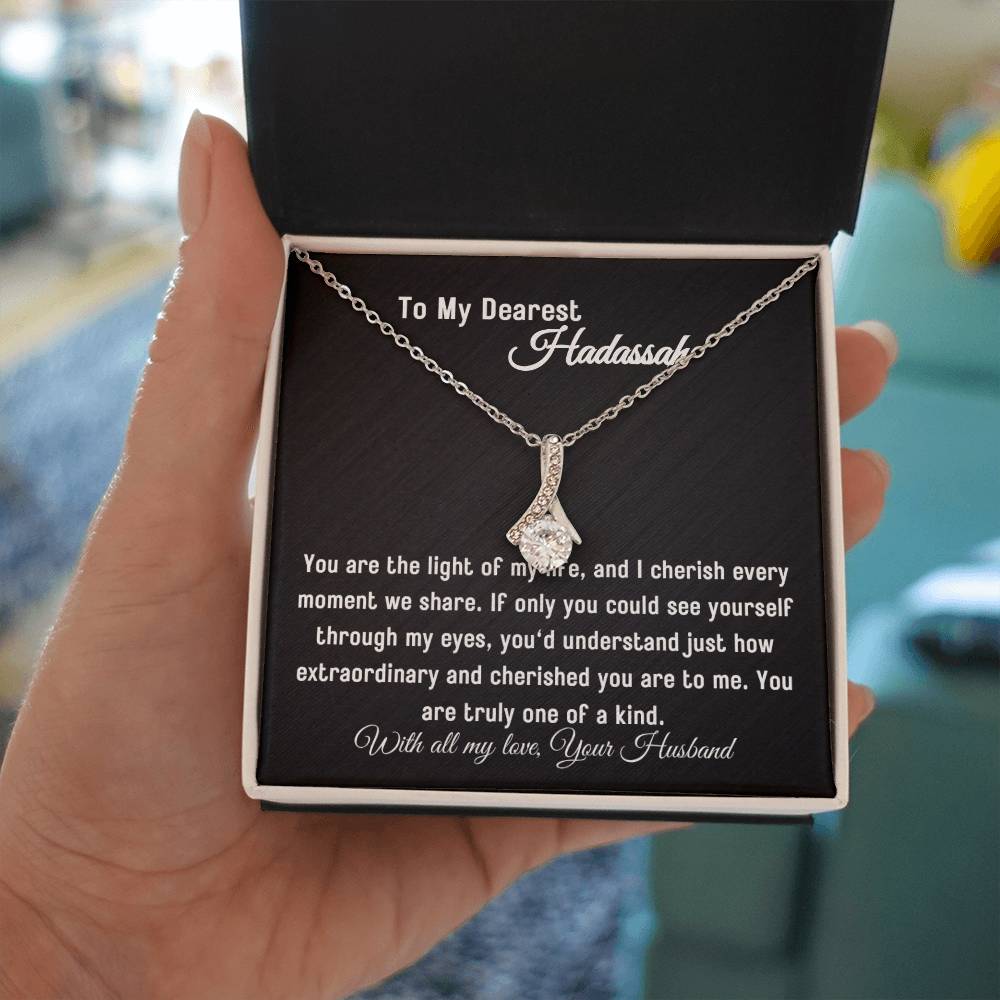 To My Dearest
Hadassah
You are the light of my life, and I cherish every
moment we share. If only you could see yourself
through my eyes, you‘d understand just how
extraordinary and cherished you are to me. You
are truly one of a kind.
With all my love, Your Husband